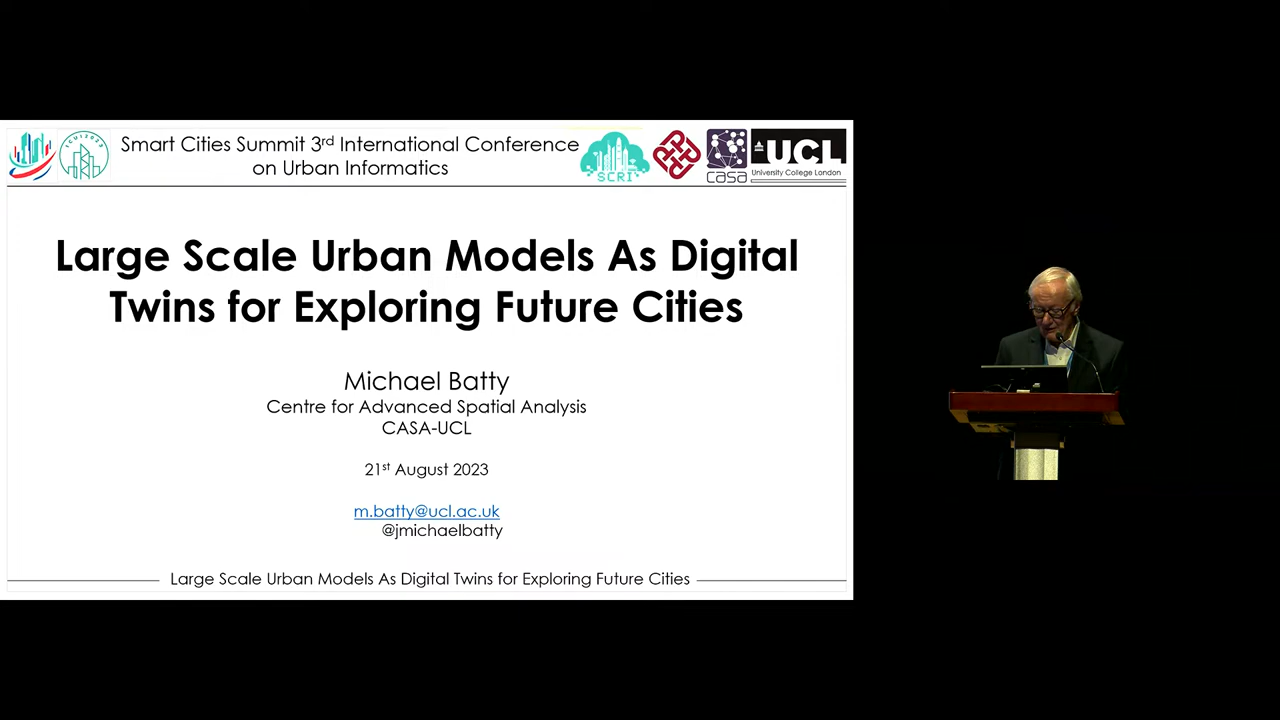 Smart Cities Summit 3rd International Conference
on Urban Informatics
ICUI2023
SCRI
casa
UCL
University College London
Large Scale Urban Models As Digital
Twins for Exploring Future Cities
Michael Batty
Centre for Advanced Spatial Analysis
CASA-UCL
21st August 2023
m.batty@ucl.ac.uk
@jmichaelbatty
Large Scale Urban Models As Digital Twins for Exploring Future Cities